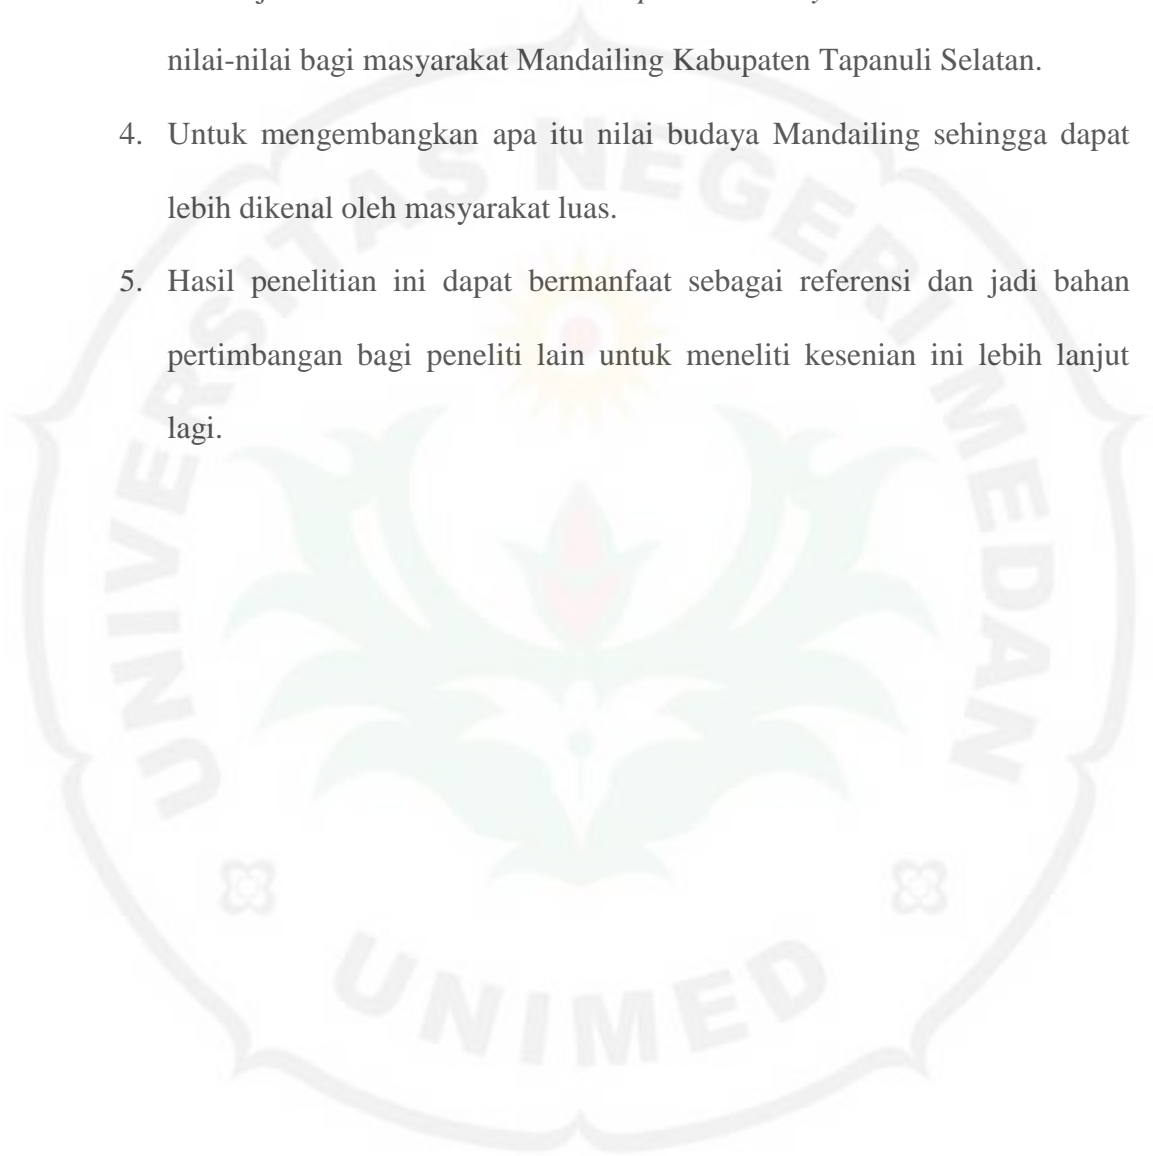 nilai-nilai bagi masyarakat Mandailing Kabupaten Tapanuli Selatan.
4. Untuk mengembangkan apa itu nilai budaya Mandailing sehingga dapat
lebih dikenal oleh masyarakat luas.
5. Hasil penelitian ini dapat bermanfaat sebagai referensi dan jadi bahan
pertimbangan bagi peneliti lain untuk meneliti kesenian ini lebih lanjut
lagi.
UNIVERSITAS NEGERI MEDAN
UNIMED